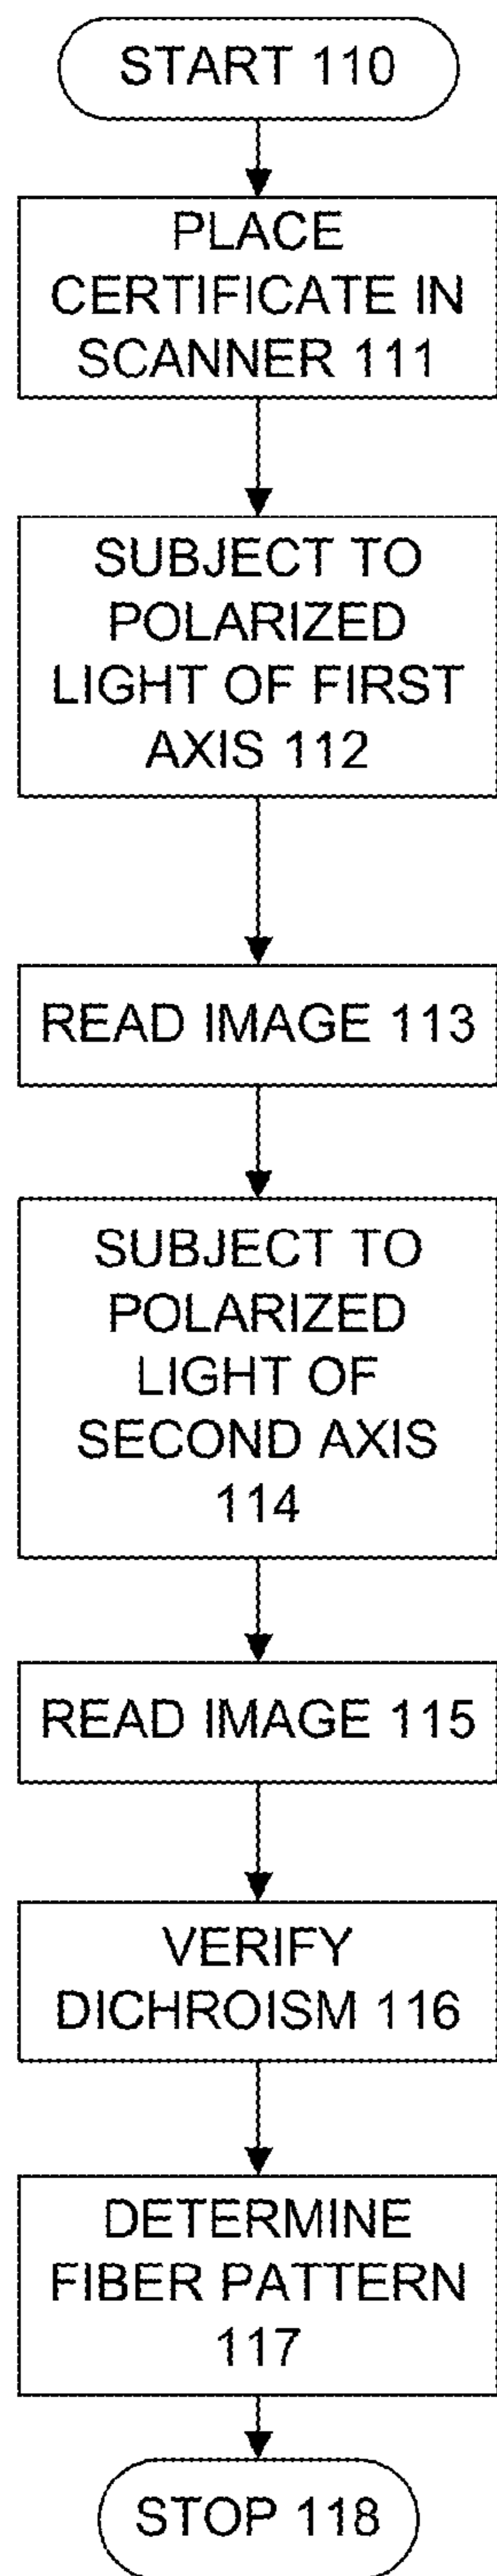 START 110
PLACE
CERTIFICATE IN
SCANNER 111
SUBJECT TO
POLARIZED
LIGHT OF FIRST
AXIS 112
READ IMAGE 113
SUBJECT TO
POLARIZED
LIGHT OF
SECOND AXIS
114
READ IMAGE 115
VERIFY
DICHROISM 116
DETERMINE
FIBER PATTERN
117
STOP 118